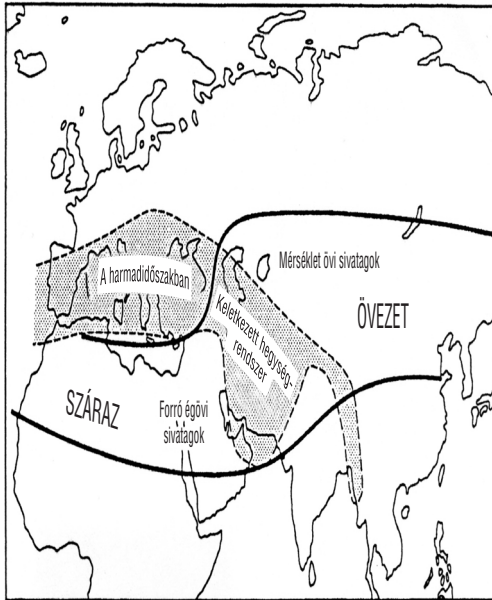 A harmadidőszakban
Mérséklet övi sivatagok
Keletkezett hegység-
rendszer
ÖVEZET
SZÁRAZ
Forró égövi
sivatagok